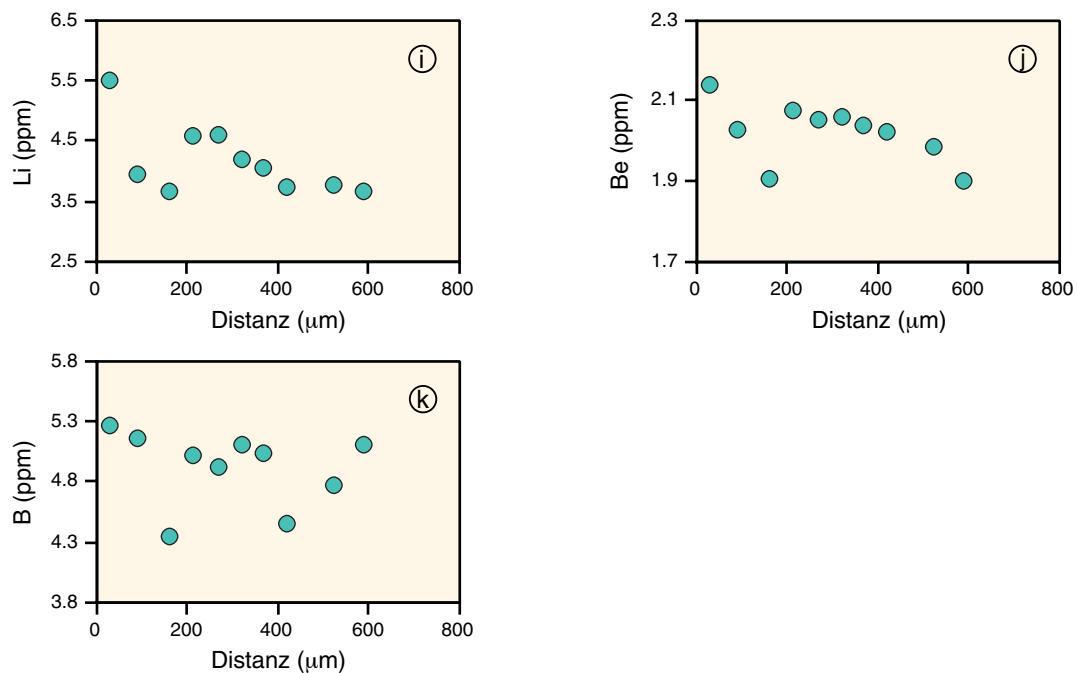 6.5
5.5
4.5
3.5
2.5
Li (ppm)
i
0 200 400 600 800
Distanz (μm)
2.3
2.1
1.9
1.7
Be (ppm)
j
0 200 400 600 800
Distanz (μm)
5.8
5.3
4.8
4.3
3.8
B (ppm)
k
0 200 400 600 800
Distanz (μm)